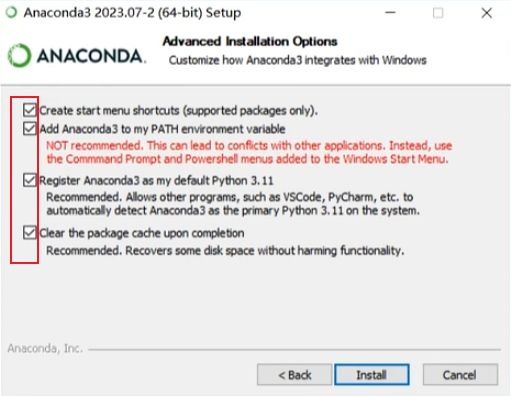 Anaconda3 2023.07-2 (64-bit) Setup
Advanced Installation Options
Customize how Anaconda3 integrates with Windows
ANACONDA.
Create start menu shortcuts (supported packages only).
Add Anaconda3 to my PATH environment variable
NOT recommended. This can lead to conflicts with other applications. Instead, use
the Commmand Prompt and Powershell menus added to the Windows Start Menu.
Register Anaconda3 as my default Python 3.11
Recommended. Allows other programs, such as VSCode, PyCharm, etc. to
automatically detect Anaconda3 as the primary Python 3.11 on the system.
Clear the package cache upon completion
Recommended. Recovers some disk space without harming functionality.
Anaconda, Inc.
< Back
Install
Cancel